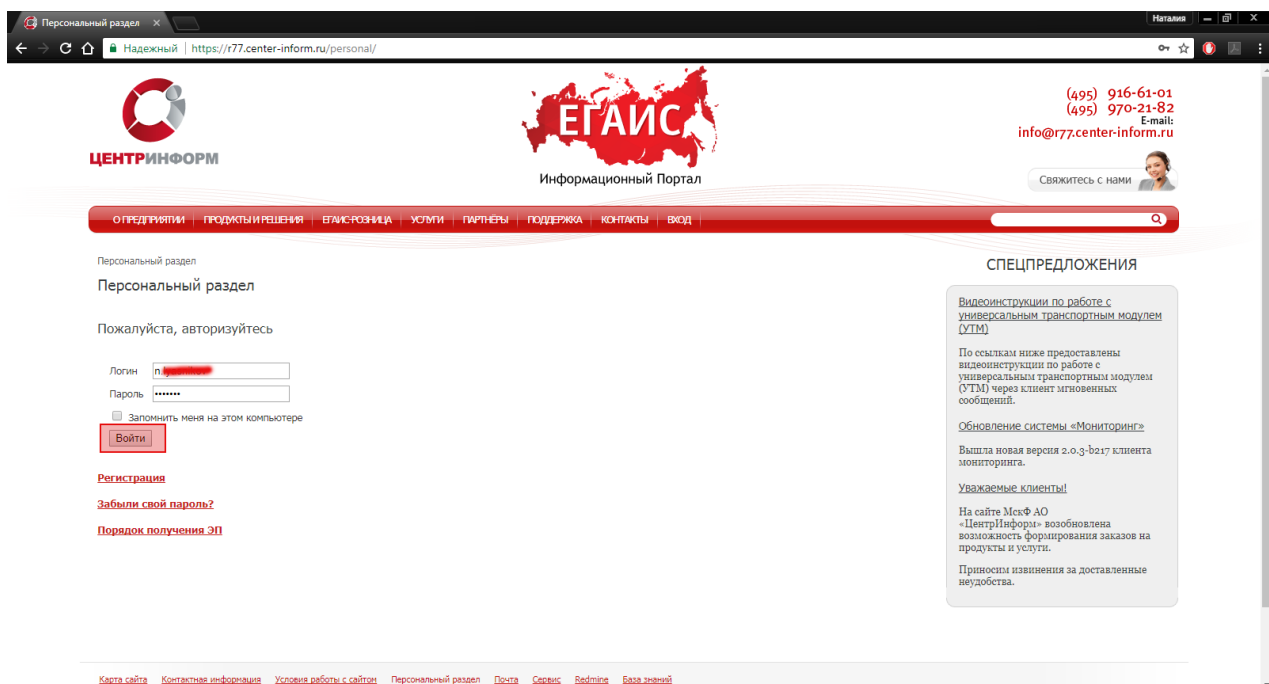 Персональный раздел
Наталия
Надежный | https://r77.center-inform.ru/personal/
ЦЕНТРИНФОРМ
ЕГАИС
Информационный Портал
(495) 916-61-01
(495) 970-21-82
E-mail:
info@r77.center-inform.ru
Свяжитесь с нами
О ПРЕДПРИЯТИИ ПРОДУКТЫ И РЕШЕНИЯ ЕГАИС-РОЗНИЦА УСЛУГИ ПАРТНЁРЫ ПОДДЕРЖКА КОНТАКТЫ ВХОД
Персональный раздел
Персональный раздел
Пожалуйста, авторизуйтесь
Логин n.
Пароль •••••••
Запомнить меня на этом компьютере
Войти
Регистрация
Забыли свой пароль?
Порядок получения ЭП
СПЕЦПРЕДЛОЖЕНИЯ
Видеоинструкции по работе с
универсальным транспортным модулем
(УТМ)
По ссылкам ниже предоставлены
видеоинструкции по работе с
универсальным транспортным модулем
(УТМ) через клиент мгновенных
сообщений.
Обновление системы «Мониторинг»
Вышла новая версия 2.0.3-b217 клиента
мониторинга.
Уважаемые клиенты!
На сайте МскФ АО
«ЦентрИнформ» возобновлена
возможность формирования заказов на
продукты и услуги.
Приносим извинения за доставленные
неудобства.
Карта сайта Контактная информация Условия работы с сайтом Персональный раздел Почта Сервис Redmine База знаний